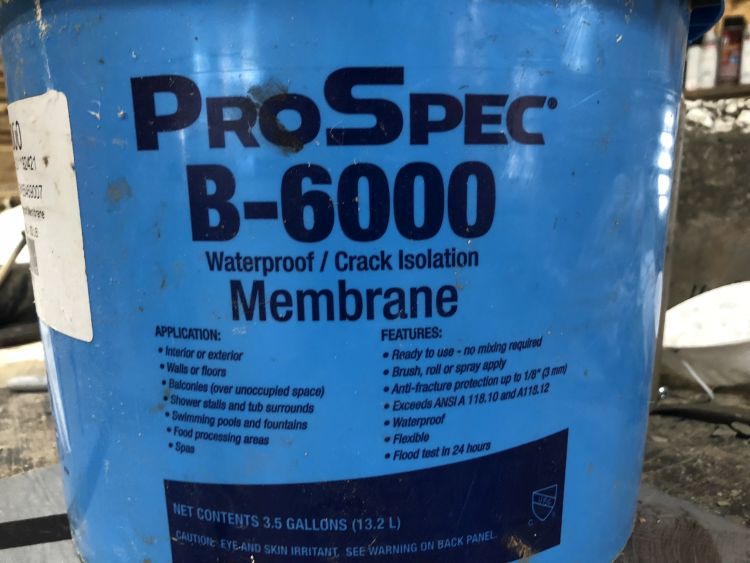 PROSPEC®
B-6000
Waterproof / Crack Isolation
Membrane
APPLICATION:
• Interior or exterior
• Walls or floors
• Balconies (over unoccupied space)
• Shower stalls and tub surrounds
• Swimming pools and fountains
• Food processing areas
• Spas
FEATURES:
• Ready to use - no mixing required
• Brush, roll or spray apply
• Anti-fracture protection up to 1/8" (3 mm)
• Exceeds ANSI A 118.10 and A118.12
• Waterproof
• Flexible
• Flood test in 24 hours
NET CONTENTS 3.5 GALLONS (13.2 L)
CAUTION: EYE AND SKIN IRRITANT. SEE WARNING ON BACK PANEL.